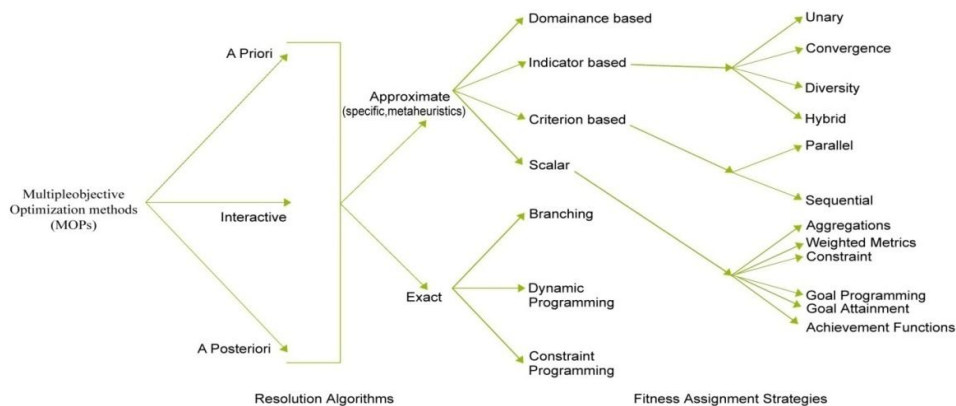 Multipleobjective
Optimization methods
(MOPs)
A Priori
Interactive
A Posteriori
Approximate
(specific,metaheuristics)
Exact
Domainance based
Indicator based
Criterion based
Scalar
Branching
Dynamic
Programming
Constraint
Programming
Unary
Convergence
Diversity
Hybrid
Parallel
Sequential
Aggregations
Weighted Metrics
Constraint
Goal Programming
Goal Attainment
Achievement Functions
Resolution Algorithms
Fitness Assignment Strategies